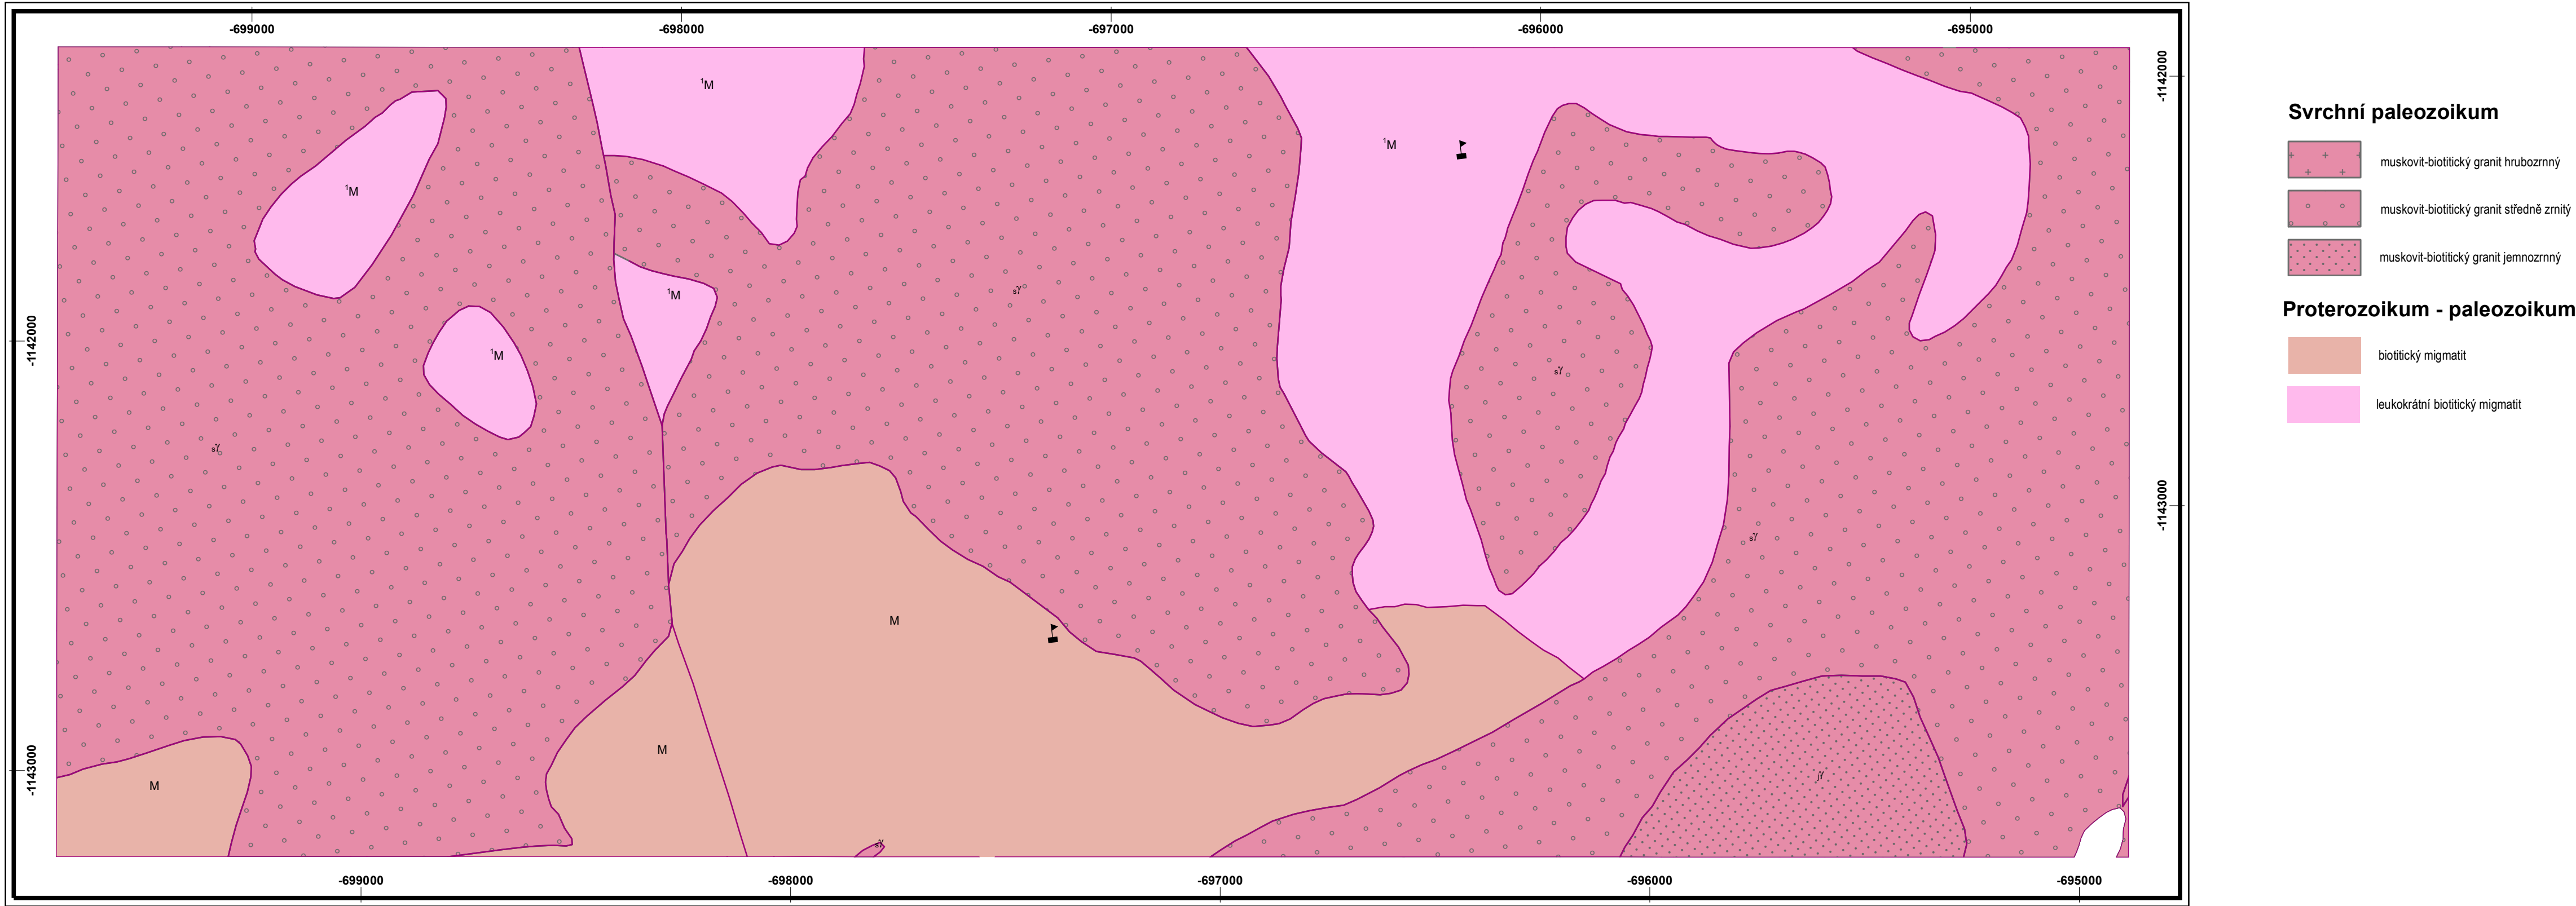 -699000 -698000 -697000 -696000 -695000
-1142000
¹M
¹M
¹M
¹M
¹M
sγ
sγ
sγ
sγ
sγ
sγ
jγ
M
M
M
-1142000
-1143000
-1143000
-699000 -698000 -697000 -696000 -695000
Svrchní paleozoikum
muskovit-biotitický granit hrubozrnný
muskovit-biotitický granit středně zrnitý
muskovit-biotitický granit jemnozrnný
Proterozoikum - paleozoikum
biotitický migmatit
leukokrátní biotitický migmatit